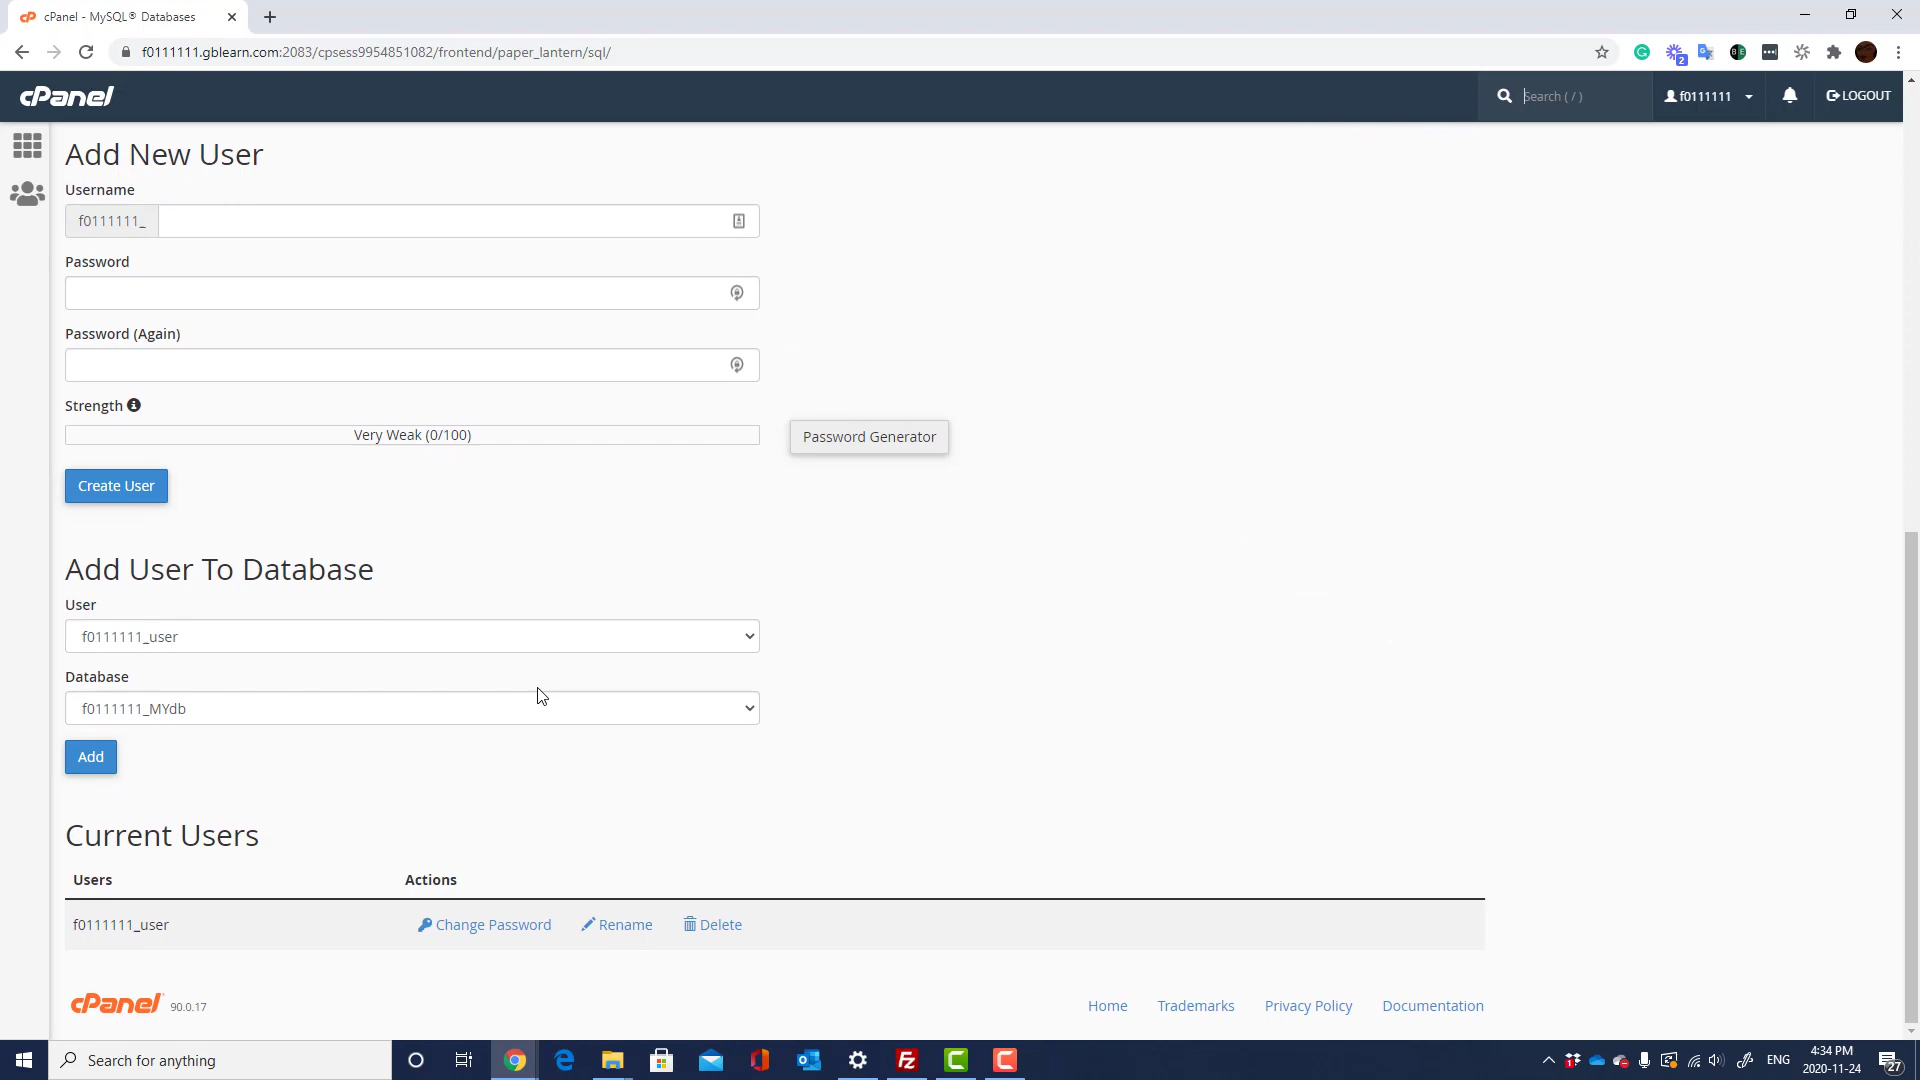 cPanel - MySQL® Databases
f0111111.gblearn.com:2083/cpsess9954851082/frontend/paper_lantern/sql/
2
cPanel
Search ( / )
f0111111
LOGOUT
Add New User
Username
f0111111_
Password
Password (Again)
Strength
Very Weak (0/100)
Password Generator
Create User
Add User To Database
User
f0111111_user
Database
f0111111_MYdb
Add
Current Users
Users Actions
f0111111_user Change Password Rename Delete
cPanel 90.0.17
Home Trademarks Privacy Policy Documentation
Search for anything
ENG
4:34 PM
2020-11-24
27